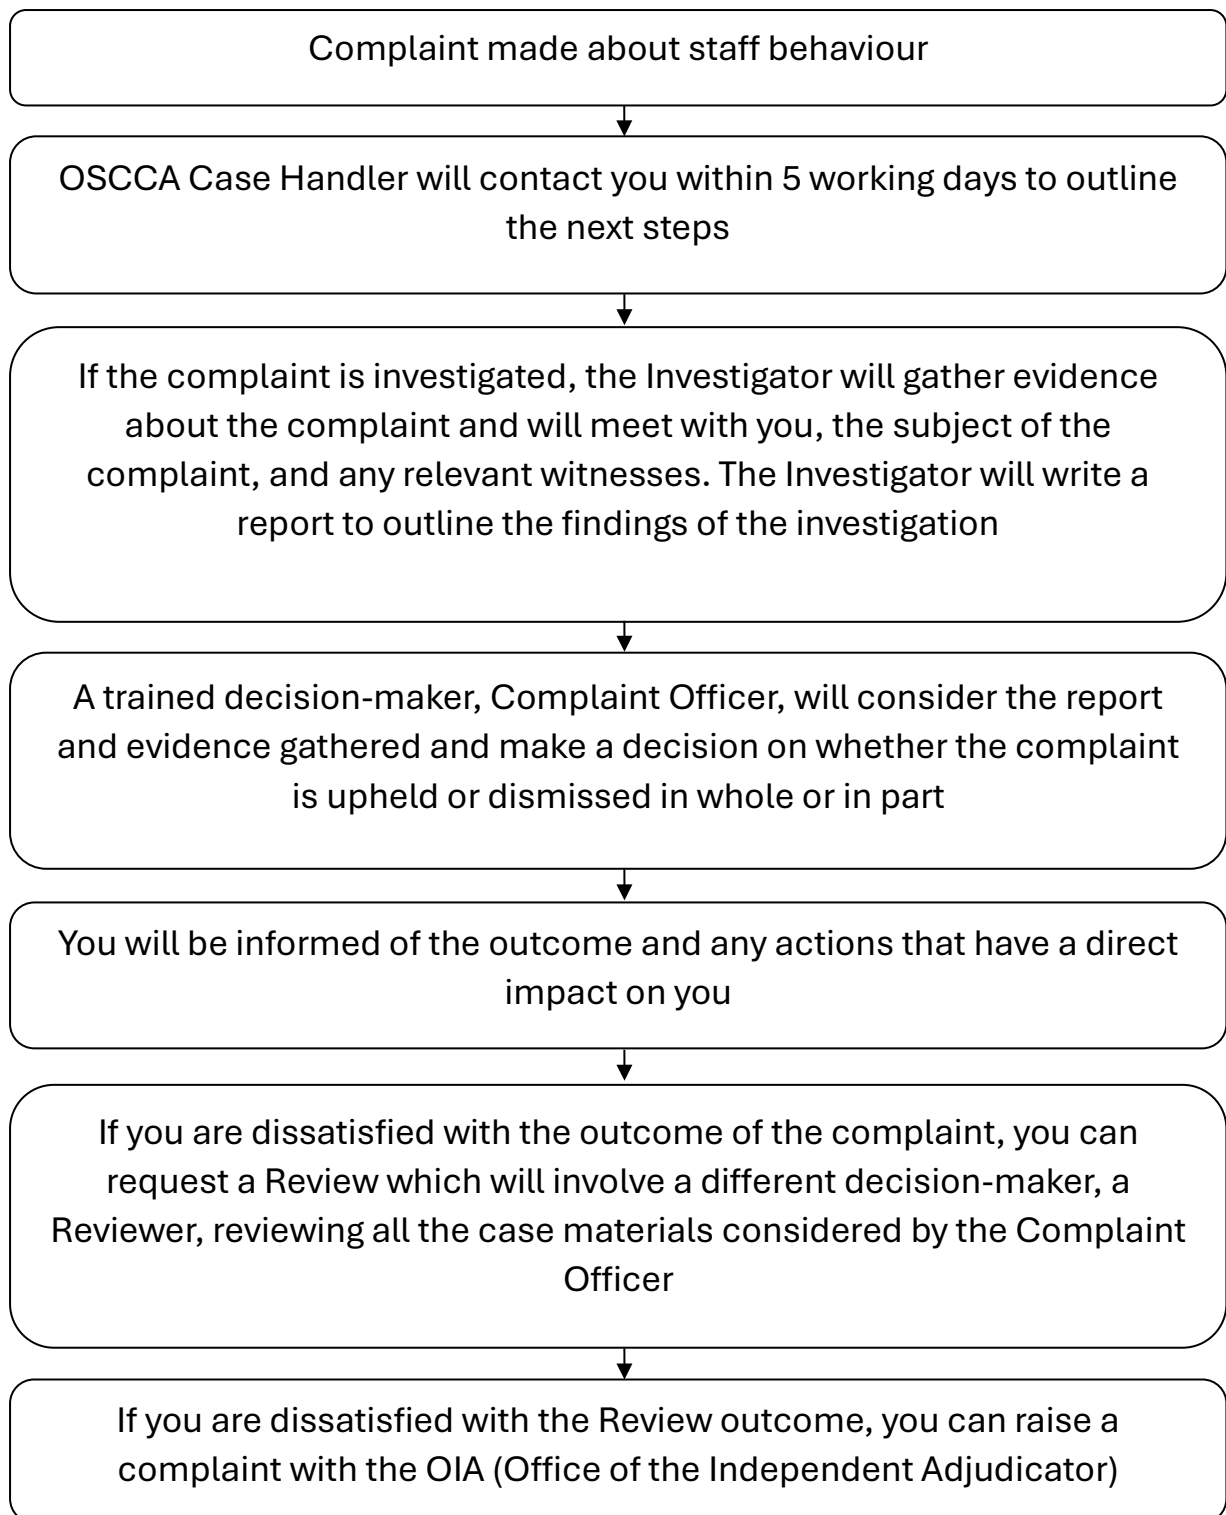 Complaint made about staff behaviour
OSCCA Case Handler will contact you within 5 working days to outline
the next steps
If the complaint is investigated, the Investigator will gather evidence
about the complaint and will meet with you, the subject of the
complaint, and any relevant witnesses. The Investigator will write a
report to outline the findings of the investigation
A trained decision-maker, Complaint Officer, will consider the report
and evidence gathered and make a decision on whether the complaint
is upheld or dismissed in whole or in part
You will be informed of the outcome and any actions that have a direct
impact on you
If you are dissatisfied with the outcome of the complaint, you can
request a Review which will involve a different decision-maker, a
Reviewer, reviewing all the case materials considered by the Complaint
Officer
If you are dissatisfied with the Review outcome, you can raise a
complaint with the OIA (Office of the Independent Adjudicator)